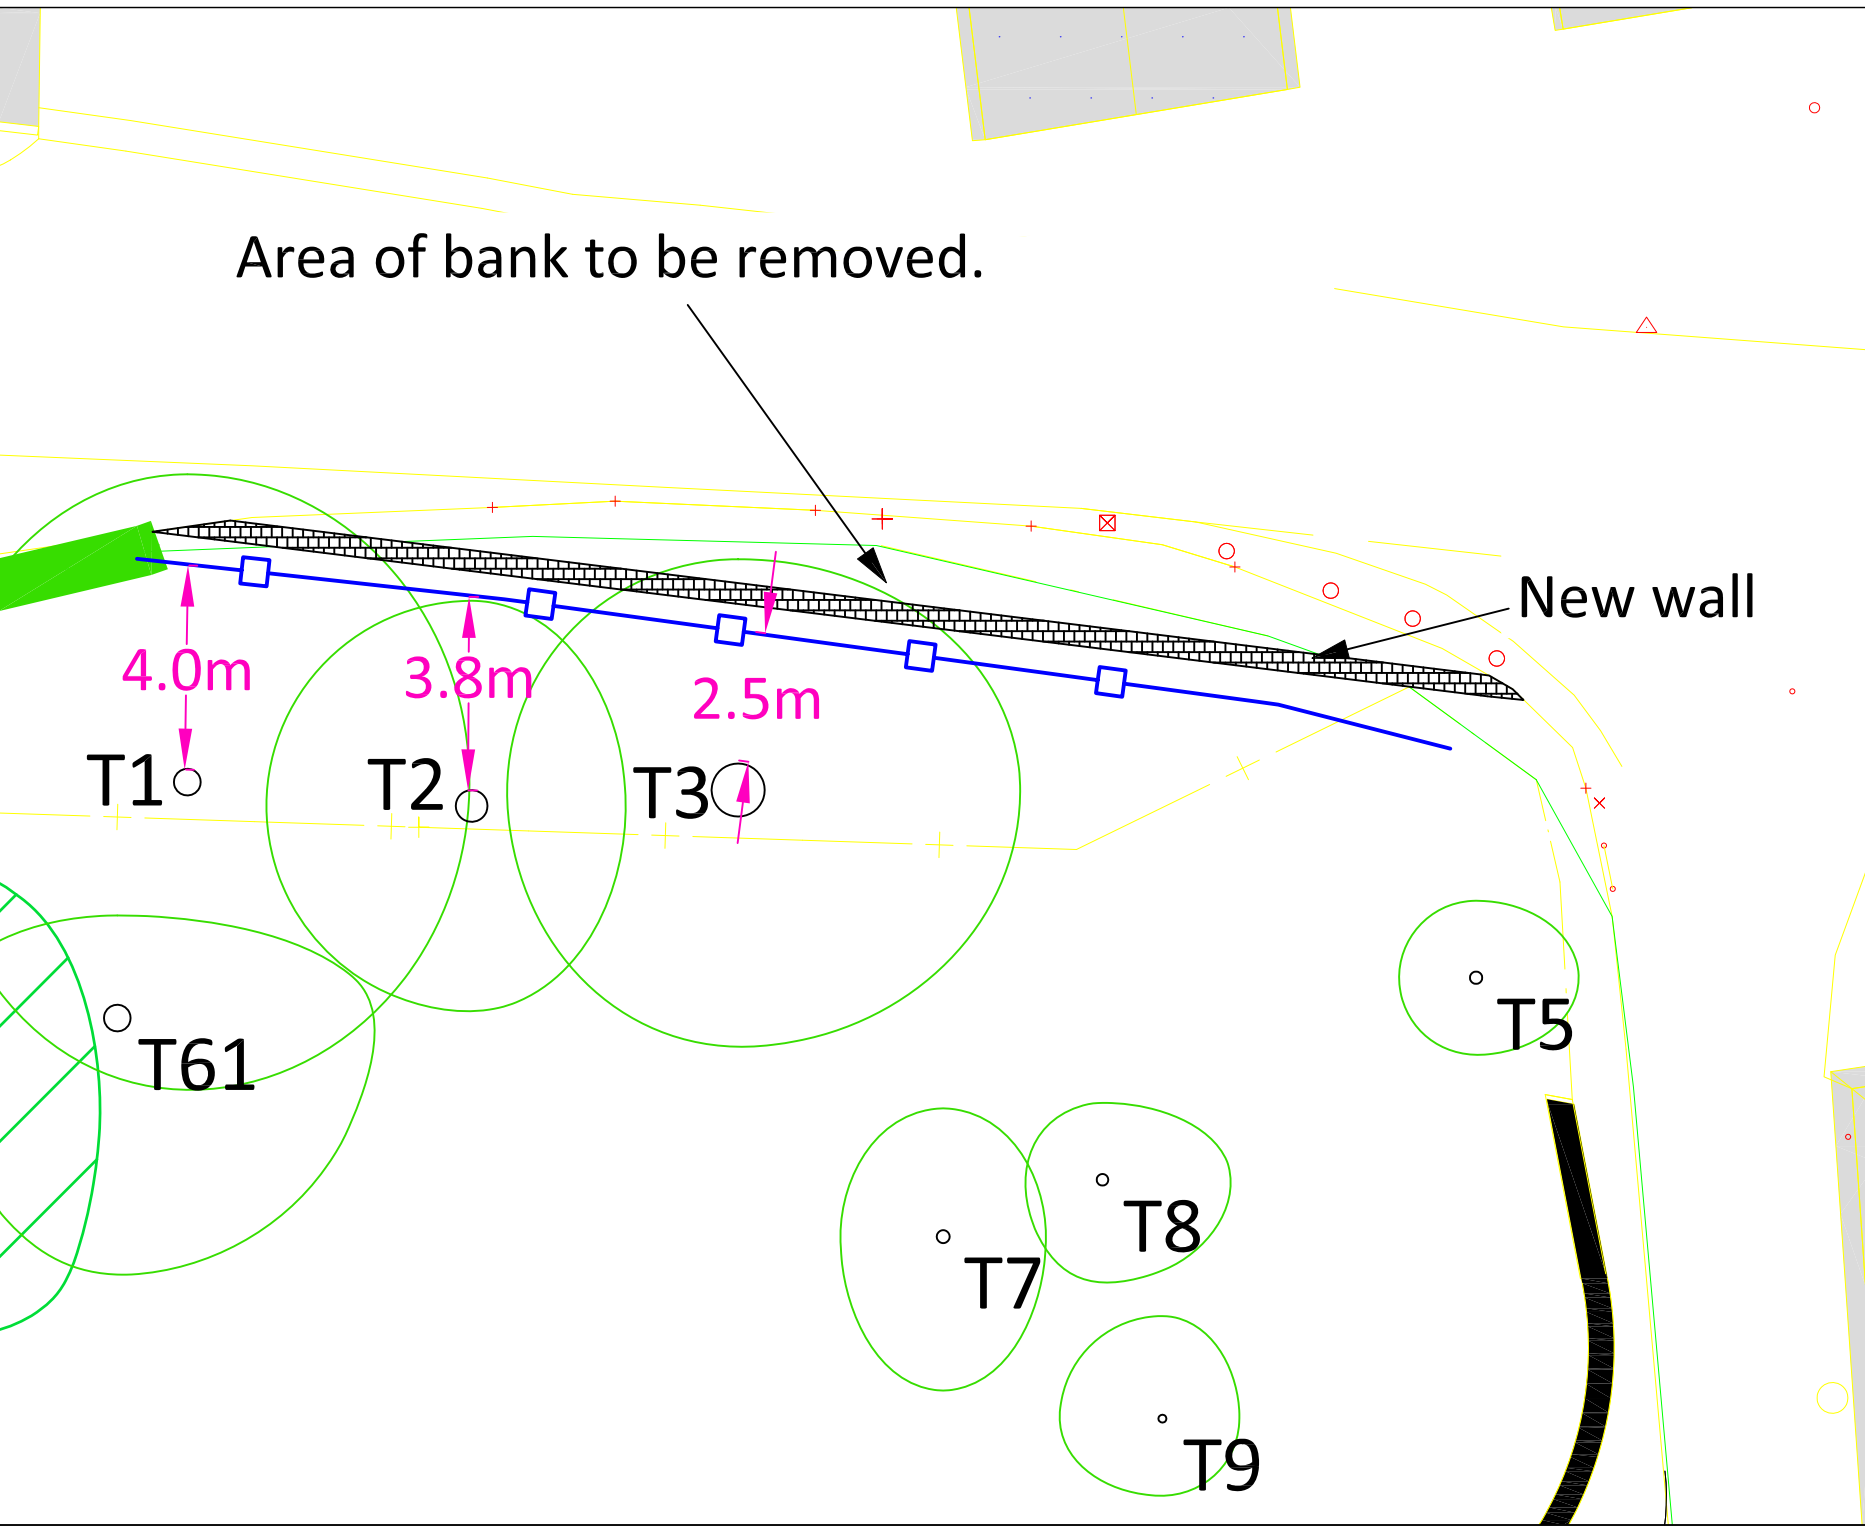 Area of bank to be removed.
New wall
4.0m
3.8m
2.5m
T1
T2
T3
T5
T61
T8
T7
T9